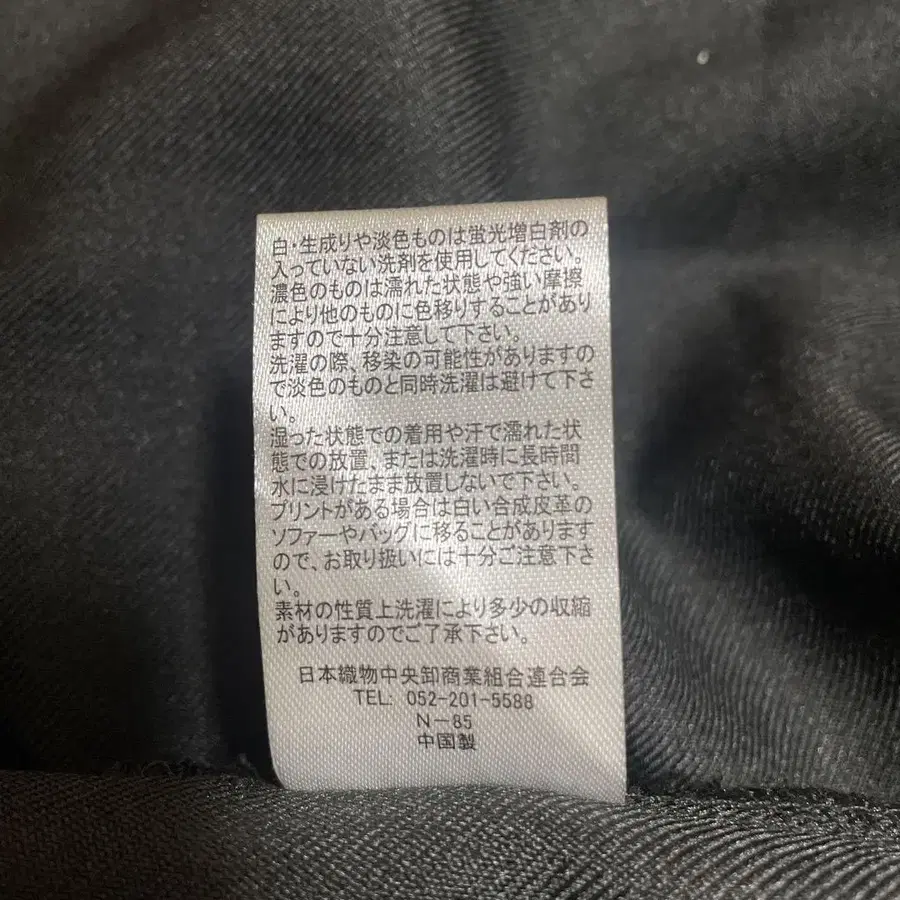 白・生成りや淡色ものは蛍光増白剤の
入っていない洗剤を使用してください。
濃色のものは濡れた状態や強い摩擦
により他のものに色移りすることがあり
ますので十分注意して下さい。
洗濯の際、移染の可能性がありますの
で淡色のものと同時洗濯は避けて下さ
い。
湿った状態での着用や汗で濡れた状
態での放置、または洗濯時に長時間
水に浸けたまま放置しないで下さい。
プリントがある場合は白い合成皮革の
ソファーやバッグに移ることがあります
ので、お取り扱いには十分ご注意下さ
い。
素材の性質上洗濯により多少の収縮
がありますのでご了承下さい。
日本織物中央卸商業組合連合会
TEL: 052-201-5588
N-85
中国製